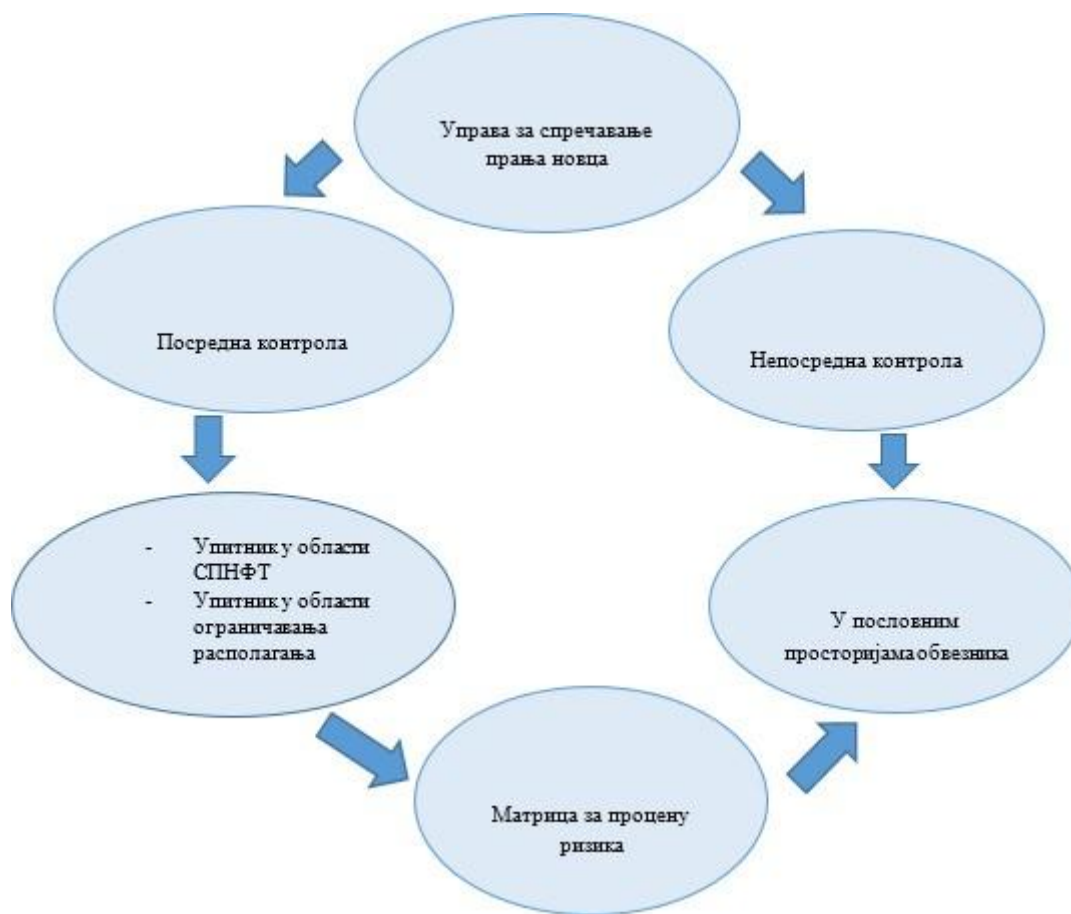 Управа за спречавање
прања новца
Посредна контрола
Непосредна контрола
- Упитник у области
СПНФТ
- Упитник у области
ограничавања
располагања
У пословним
просторијама обвезника
Матрица за процену
ризика